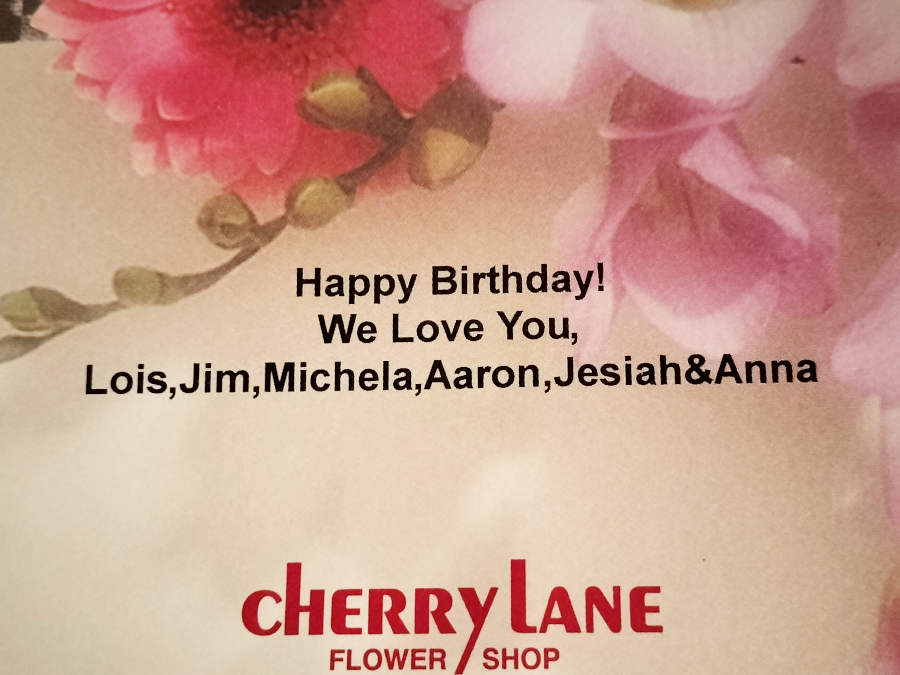 Happy Birthday!
We Love You,
Lois,Jim,Michela,Aaron,Jesiah&Anna
CHERRY LANE
FLOWER SHOP